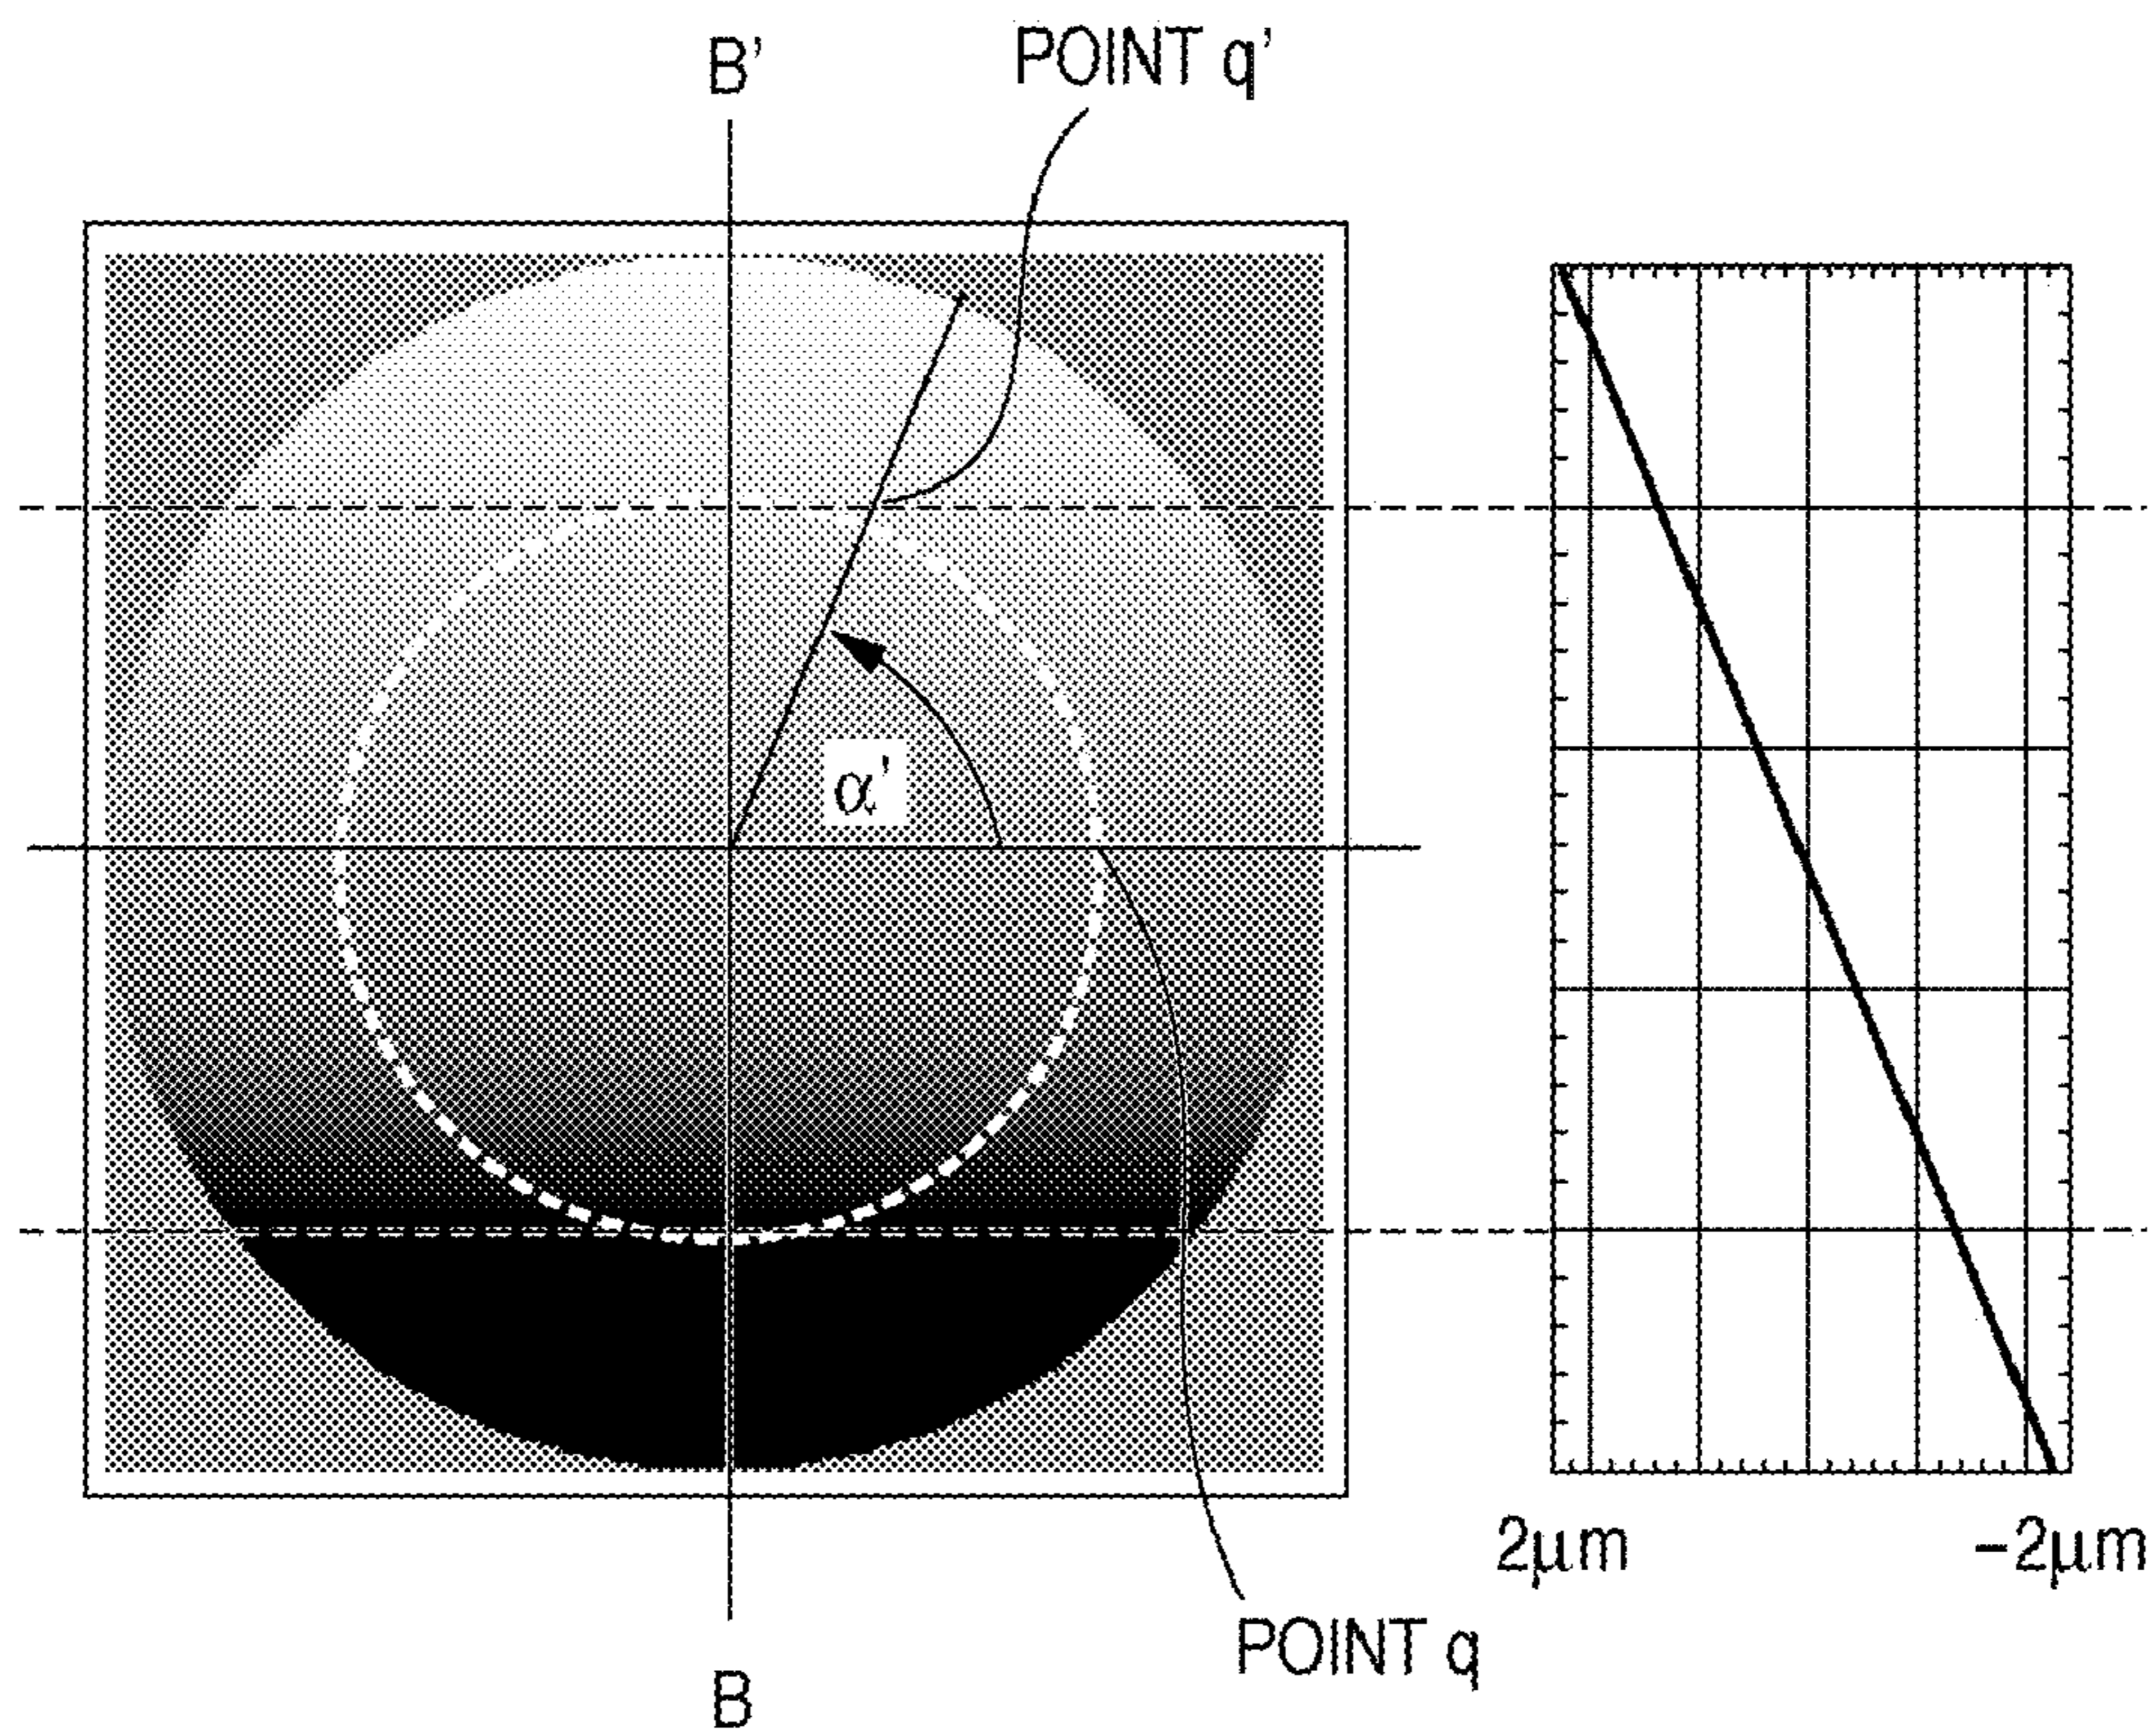 B'
POINT q'
α'
2μm
-2μm
POINT q
B